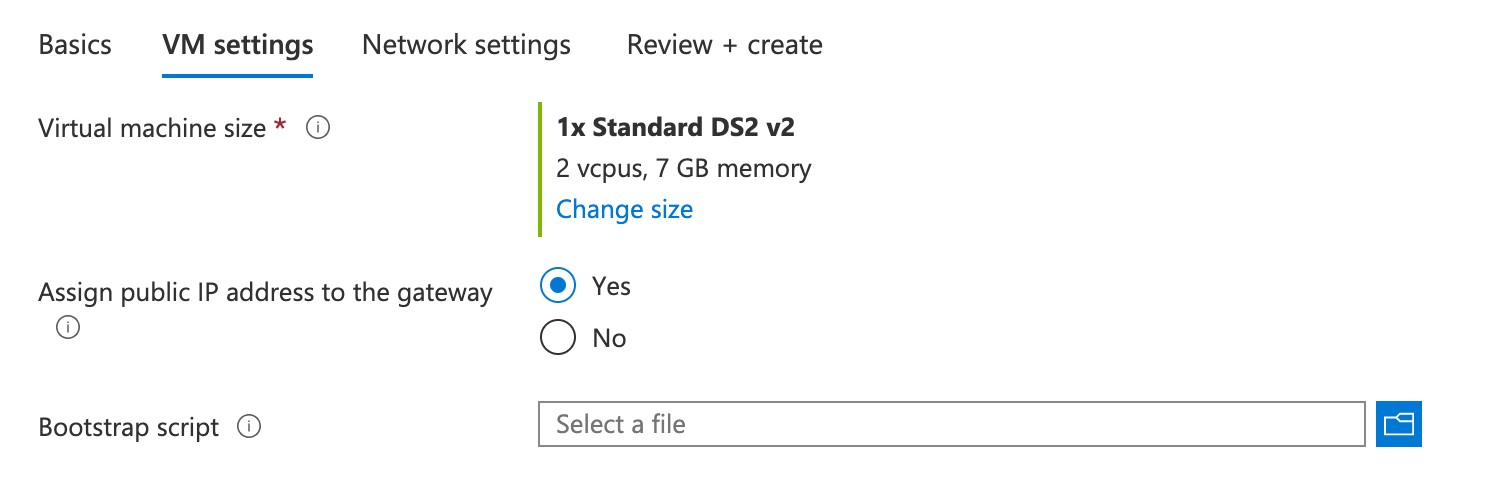 Basics VM settings Network settings Review + create
Virtual machine size *
1x Standard DS2 v2
2 vcpus, 7 GB memory
Change size
Assign public IP address to the gateway
Yes
No
Bootstrap script
Select a file